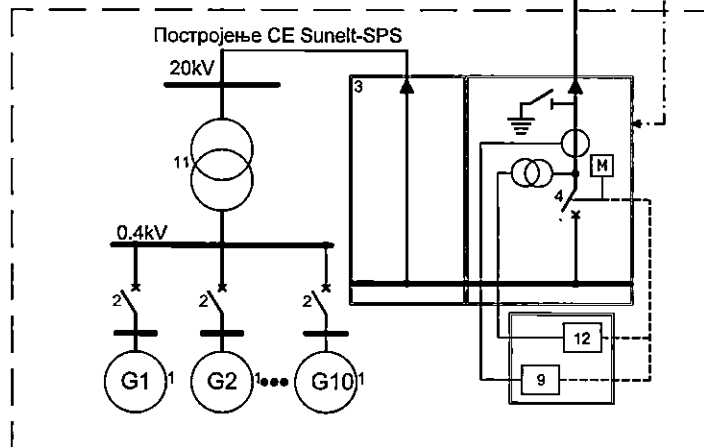 Постројење СЕ Sunelt-SPS
20kV
3
M
11
4
0.4kV
2
2
2
12
G1 1
G2 1
G10 1
9